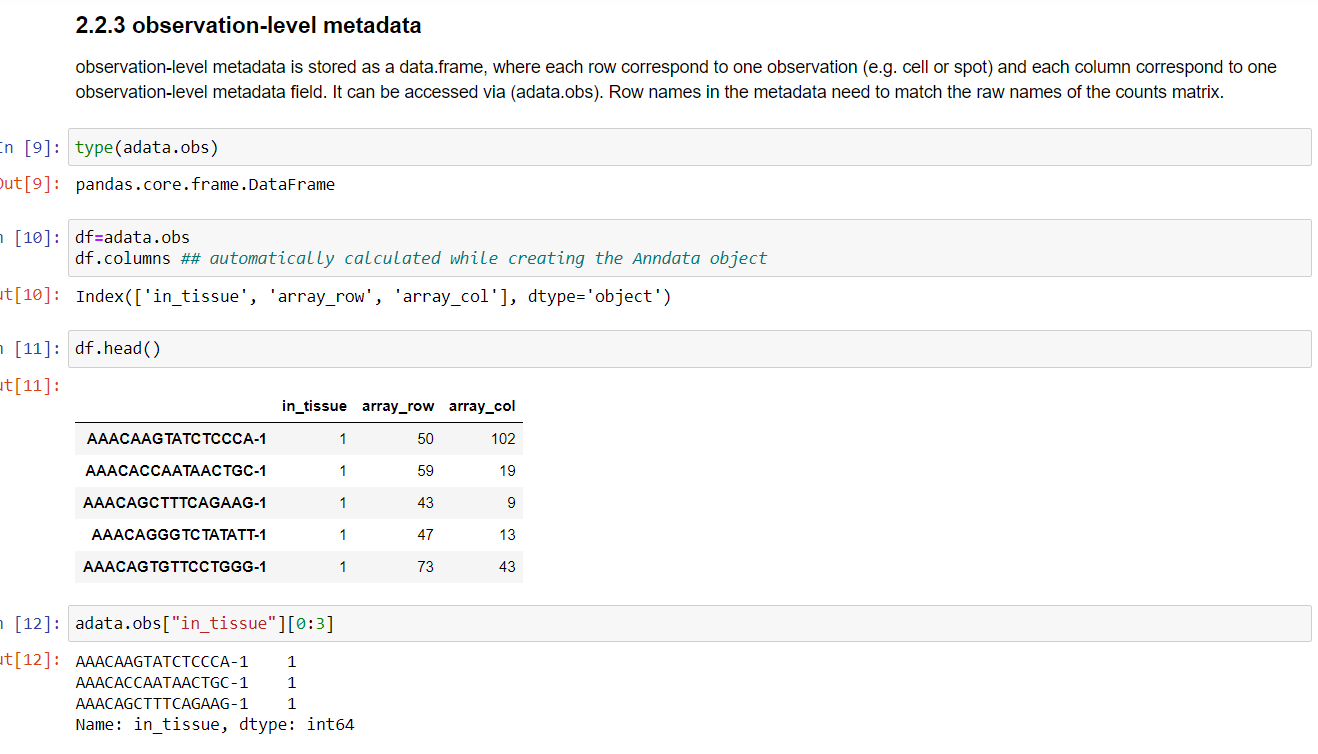 2.2.3 observation-level metadata
observation-level metadata is stored as a data.frame, where each row correspond to one observation (e.g. cell or spot) and each column correspond to one
observation-level metadata field. It can be accessed via (adata.obs). Row names in the metadata need to match the raw names of the counts matrix.
In [9]: type(adata.obs)
Out[9]: pandas.core.frame.DataFrame
n [10]: df=adata.obs
df.columns ## automatically calculated while creating the Anndata object
ut[10]: Index(['in_tissue', 'array_row', 'array_col'], dtype='object')
n [11]: df.head()
ut[11]:
in_tissue array_row array_col
AAACAAGTATCTCCCA-1 1 50 102
AAACACCAATAACTGC-1 1 59 19
AAACAGCTTTCAGAAG-1 1 43 9
AAACAGGGTCTATATT-1 1 47 13
AAACAGTGTTCCTGGG-1 1 73 43
n [12]: adata.obs["in_tissue"][0:3]
ut[12]: AAACAAGTATCTCCCA-1 1
AAACACCAATAACTGC-1 1
AAACAGCTTTCAGAAG-1 1
Name: in_tissue, dtype: int64